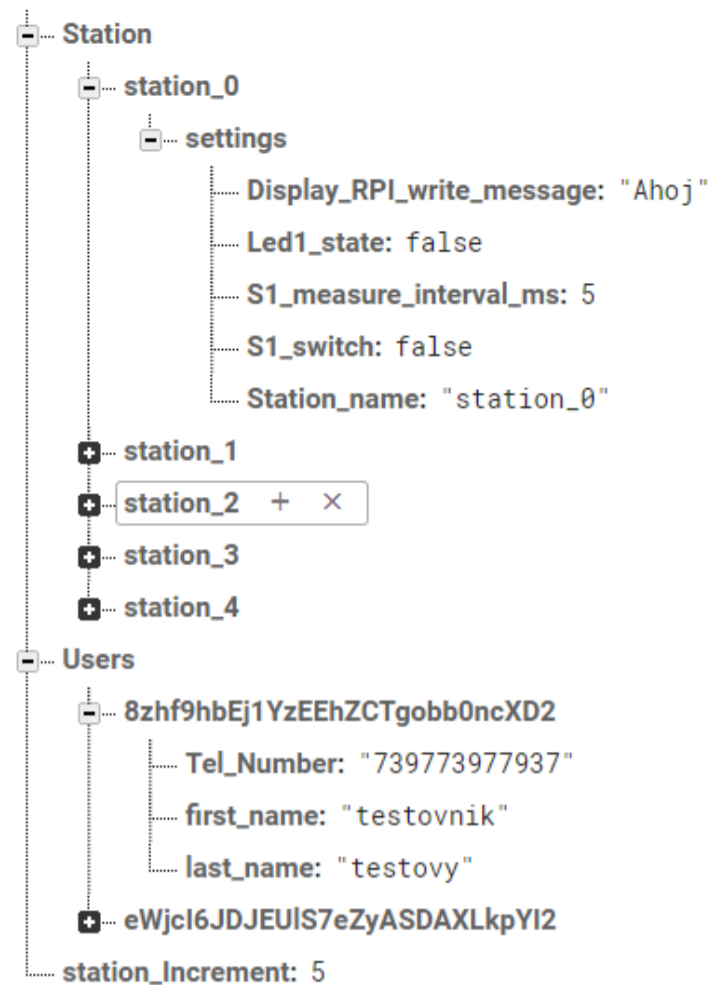 Station
station_0
settings
Display_RPI_write_message: "Ahoj"
Led1_state: false
S1_measure_interval_ms: 5
S1_switch: false
Station_name: "station_0"
station_1
station_2 + ×
station_3
station_4
Users
8zhf9hbEj1YzEEhZCTgobb0ncXD2
Tel_Number: "739773977937"
first_name: "testovnik"
last_name: "testovy"
eWjcI6JDJEUlS7eZyASDAXLkpYI2
station_Increment: 5